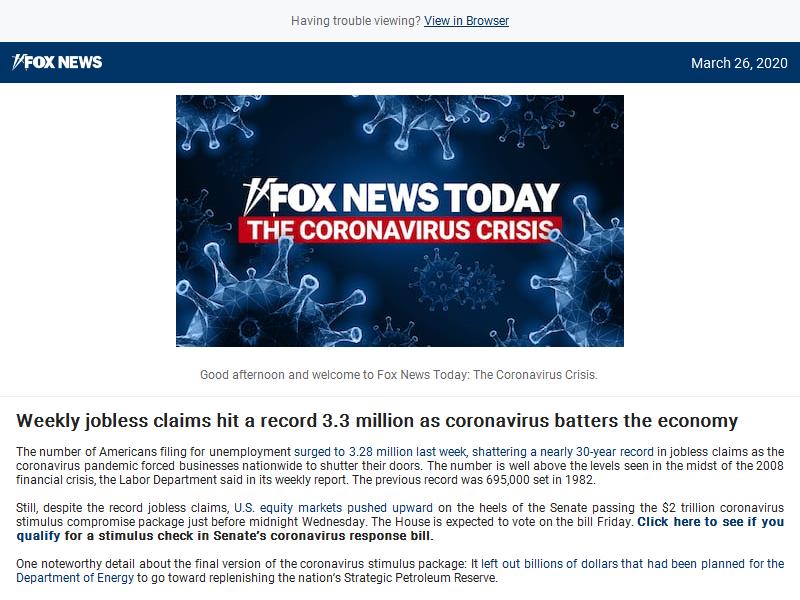 Having trouble viewing? View in Browser
FOX NEWS
March 26, 2020
FOX NEWS TODAY
THE CORONAVIRUS CRISIS
Good afternoon and welcome to Fox News Today: The Coronavirus Crisis.
Weekly jobless claims hit a record 3.3 million as coronavirus batters the economy
The number of Americans filing for unemployment surged to 3.28 million last week, shattering a nearly 30-year record in jobless claims as the
coronavirus pandemic forced businesses nationwide to shutter their doors. The number is well above the levels seen in the midst of the 2008
financial crisis, the Labor Department said in its weekly report. The previous record was 695,000 set in 1982.
Still, despite the record jobless claims, U.S. equity markets pushed upward on the heels of the Senate passing the $2 trillion coronavirus
stimulus compromise package just before midnight Wednesday. The House is expected to vote on the bill Friday. Click here to see if you
qualify for a stimulus check in Senate's coronavirus response bill.
One noteworthy detail about the final version of the coronavirus stimulus package: It left out billions of dollars that had been planned for the
Department of Energy to go toward replenishing the nation's Strategic Petroleum Reserve.